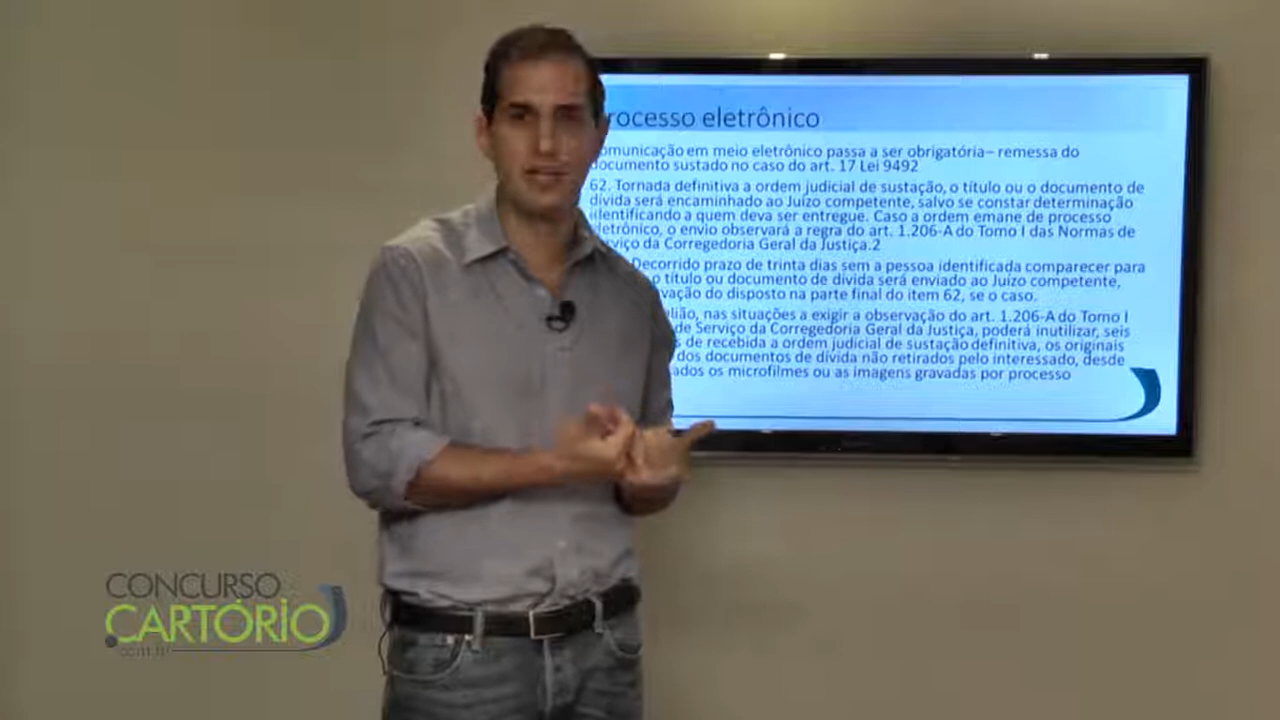 rocesso eletrônico
omunicação em meio eletrônico passa a ser obrigatória– remessa do
documento sustado no caso do art. 17 Lei 9492
62. Tornada definitiva a ordem judicial de sustação, o título ou o documento de
dívida será encaminhado ao Juízo competente, salvo se constar determinação
identificando a quem deva ser entregue. Caso a ordem emane de processo
eletrônico, o envio observará a regra do art. 1.206-A do Tomo I das Normas de
Serviço da Corregedoria Geral da Justiça.2
Decorrido prazo de trinta dias sem a pessoa identificada comparecer para
o título ou documento de dívida será enviado ao Juízo competente,
vação do disposto na parte final do item 62, se o caso.
lião, nas situações a exigir a observação do art. 1.206-A do Tomo I
de Serviço da Corregedoria Geral da Justiça, poderá inutilizar, seis
s de recebida a ordem judicial de sustação definitiva, os originais
dos documentos de dívida não retirados pelo interessado, desde
ados os microfilmes ou as imagens gravadas por processo
CONCURSO
.CARTÓRIO
.com.br